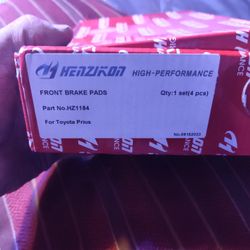 HENZIKON HIGH-PERFORMANCE
FRONT BRAKE PADS Qty:1 set(4 pcs)
Part No.HZ1184
For Toyota Prius